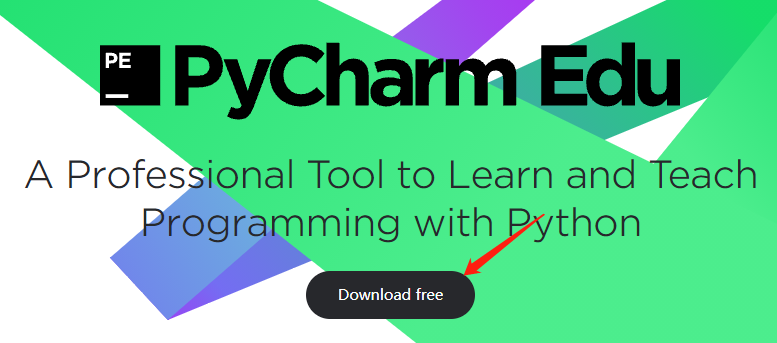 PE
PyCharm Edu
A Professional Tool to Learn and Teach
Programming with Python
Download free